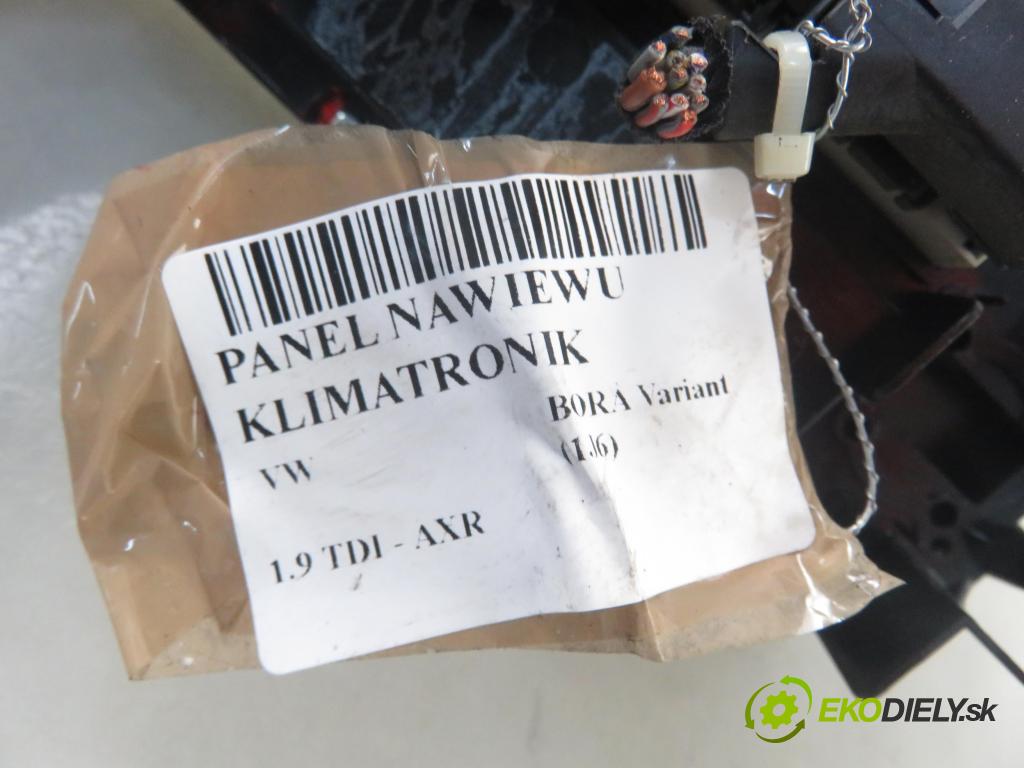 PANEL NAWIEWU
KLIMATRONIK
VW
BORA Variant
(1J6)
1.9 TDI - AXR
EKODIELY.sk